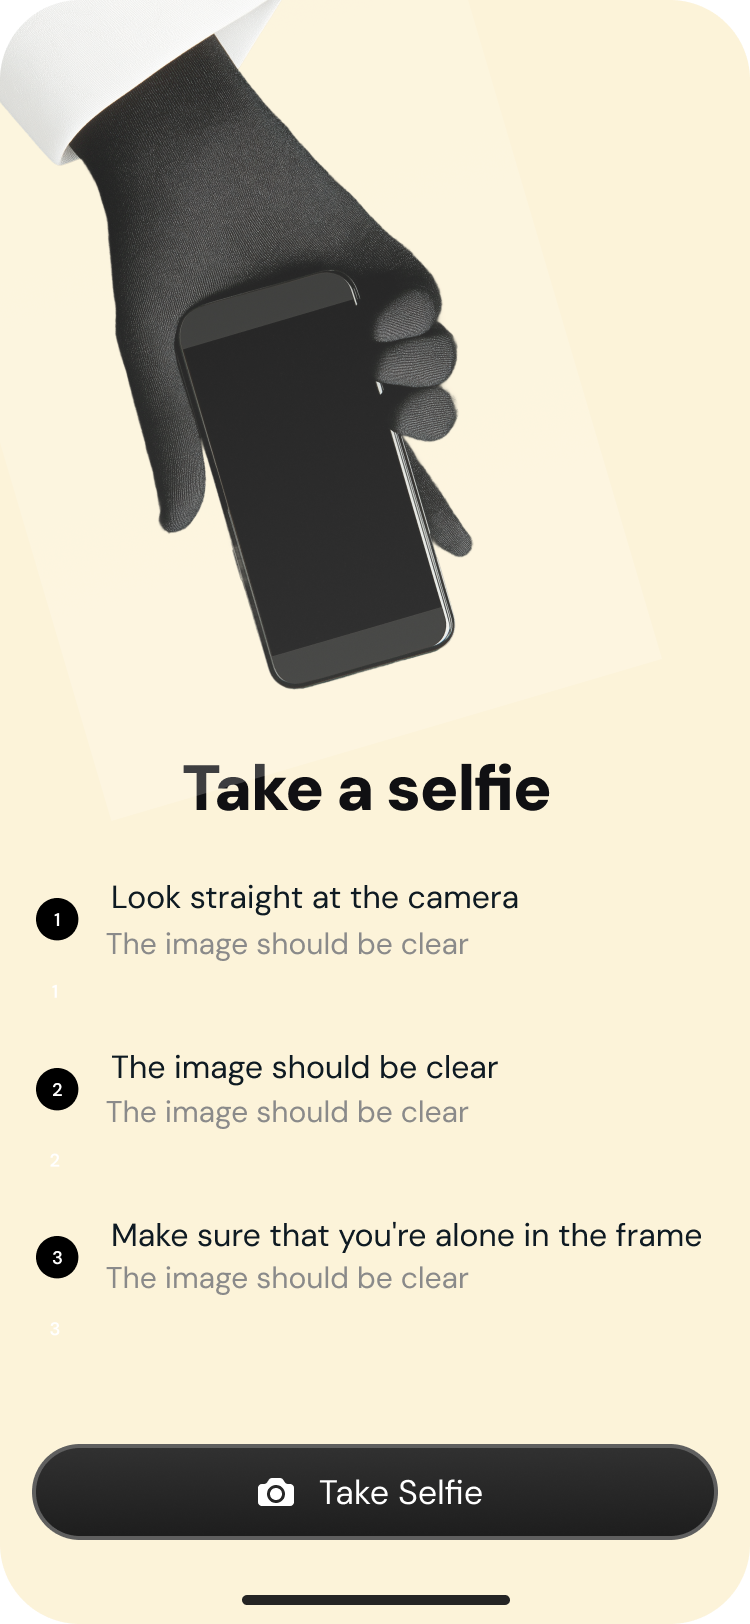 Take a selfie
1
Look straight at the camera
The image should be clear
1
2
The image should be clear
The image should be clear
2
3
Make sure that you're alone in the frame
The image should be clear
3
Take Selfie